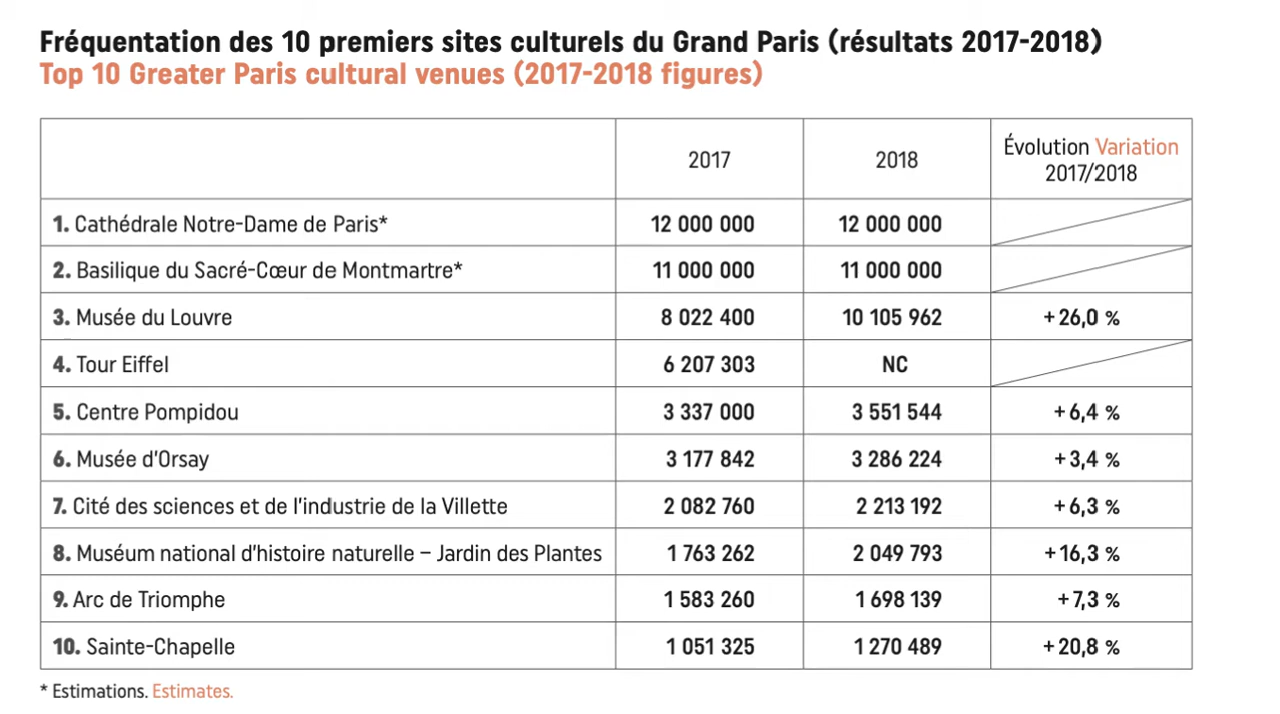 Fréquentation des 10 premiers sites culturels du Grand Paris (résultats 2017-2018)
Top 10 Greater Paris cultural venues (2017-2018 figures)
2017 2018 Évolution Variation 2017/2018
1. Cathédrale Notre-Dame de Paris* 12 000 000 12 000 000
2. Basilique du Sacré-Cœur de Montmartre* 11 000 000 11 000 000
3. Musée du Louvre 8 022 400 10 105 962 +26,0 %
4. Tour Eiffel 6 207 303 NC
5. Centre Pompidou 3 337 000 3 551 544 +6,4 %
6. Musée d'Orsay 3 177 842 3 286 224 +3,4 %
7. Cité des sciences et de l'industrie de la Villette 2 082 760 2 213 192 +6,3 %
8. Muséum national d'histoire naturelle – Jardin des Plantes 1 763 262 2 049 793 +16,3 %
9. Arc de Triomphe 1 583 260 1 698 139 +7,3 %
10. Sainte-Chapelle 1 051 325 1 270 489 +20,8 %
* Estimations. Estimates.